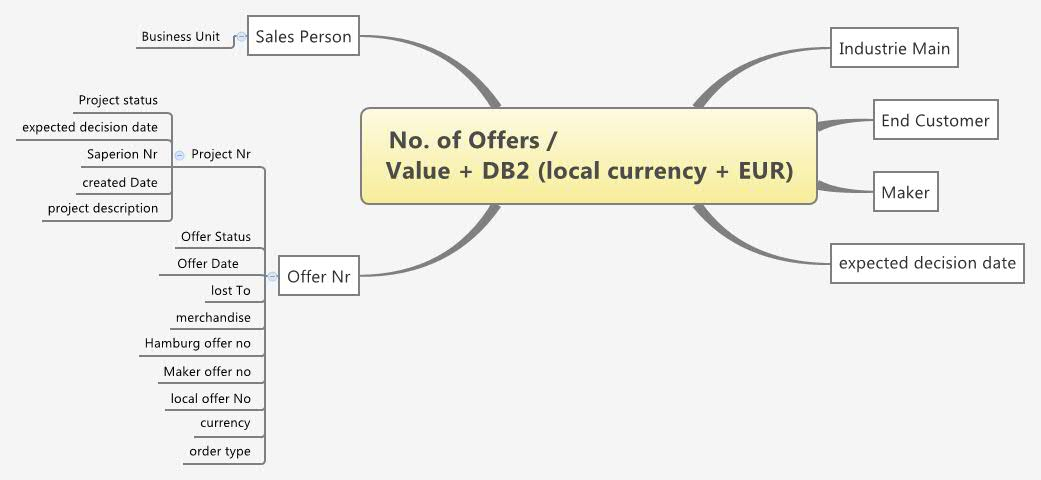 Business Unit
Sales Person
Industrie Main
Project status
expected decision date
Saperion Nr
Project Nr
created Date
project description
No. of Offers /
Value + DB2 (local currency + EUR)
End Customer
Maker
expected decision date
Offer Status
Offer Date
lost To
merchandise
Hamburg offer no
Maker offer no
local offer No
currency
order type
Offer Nr